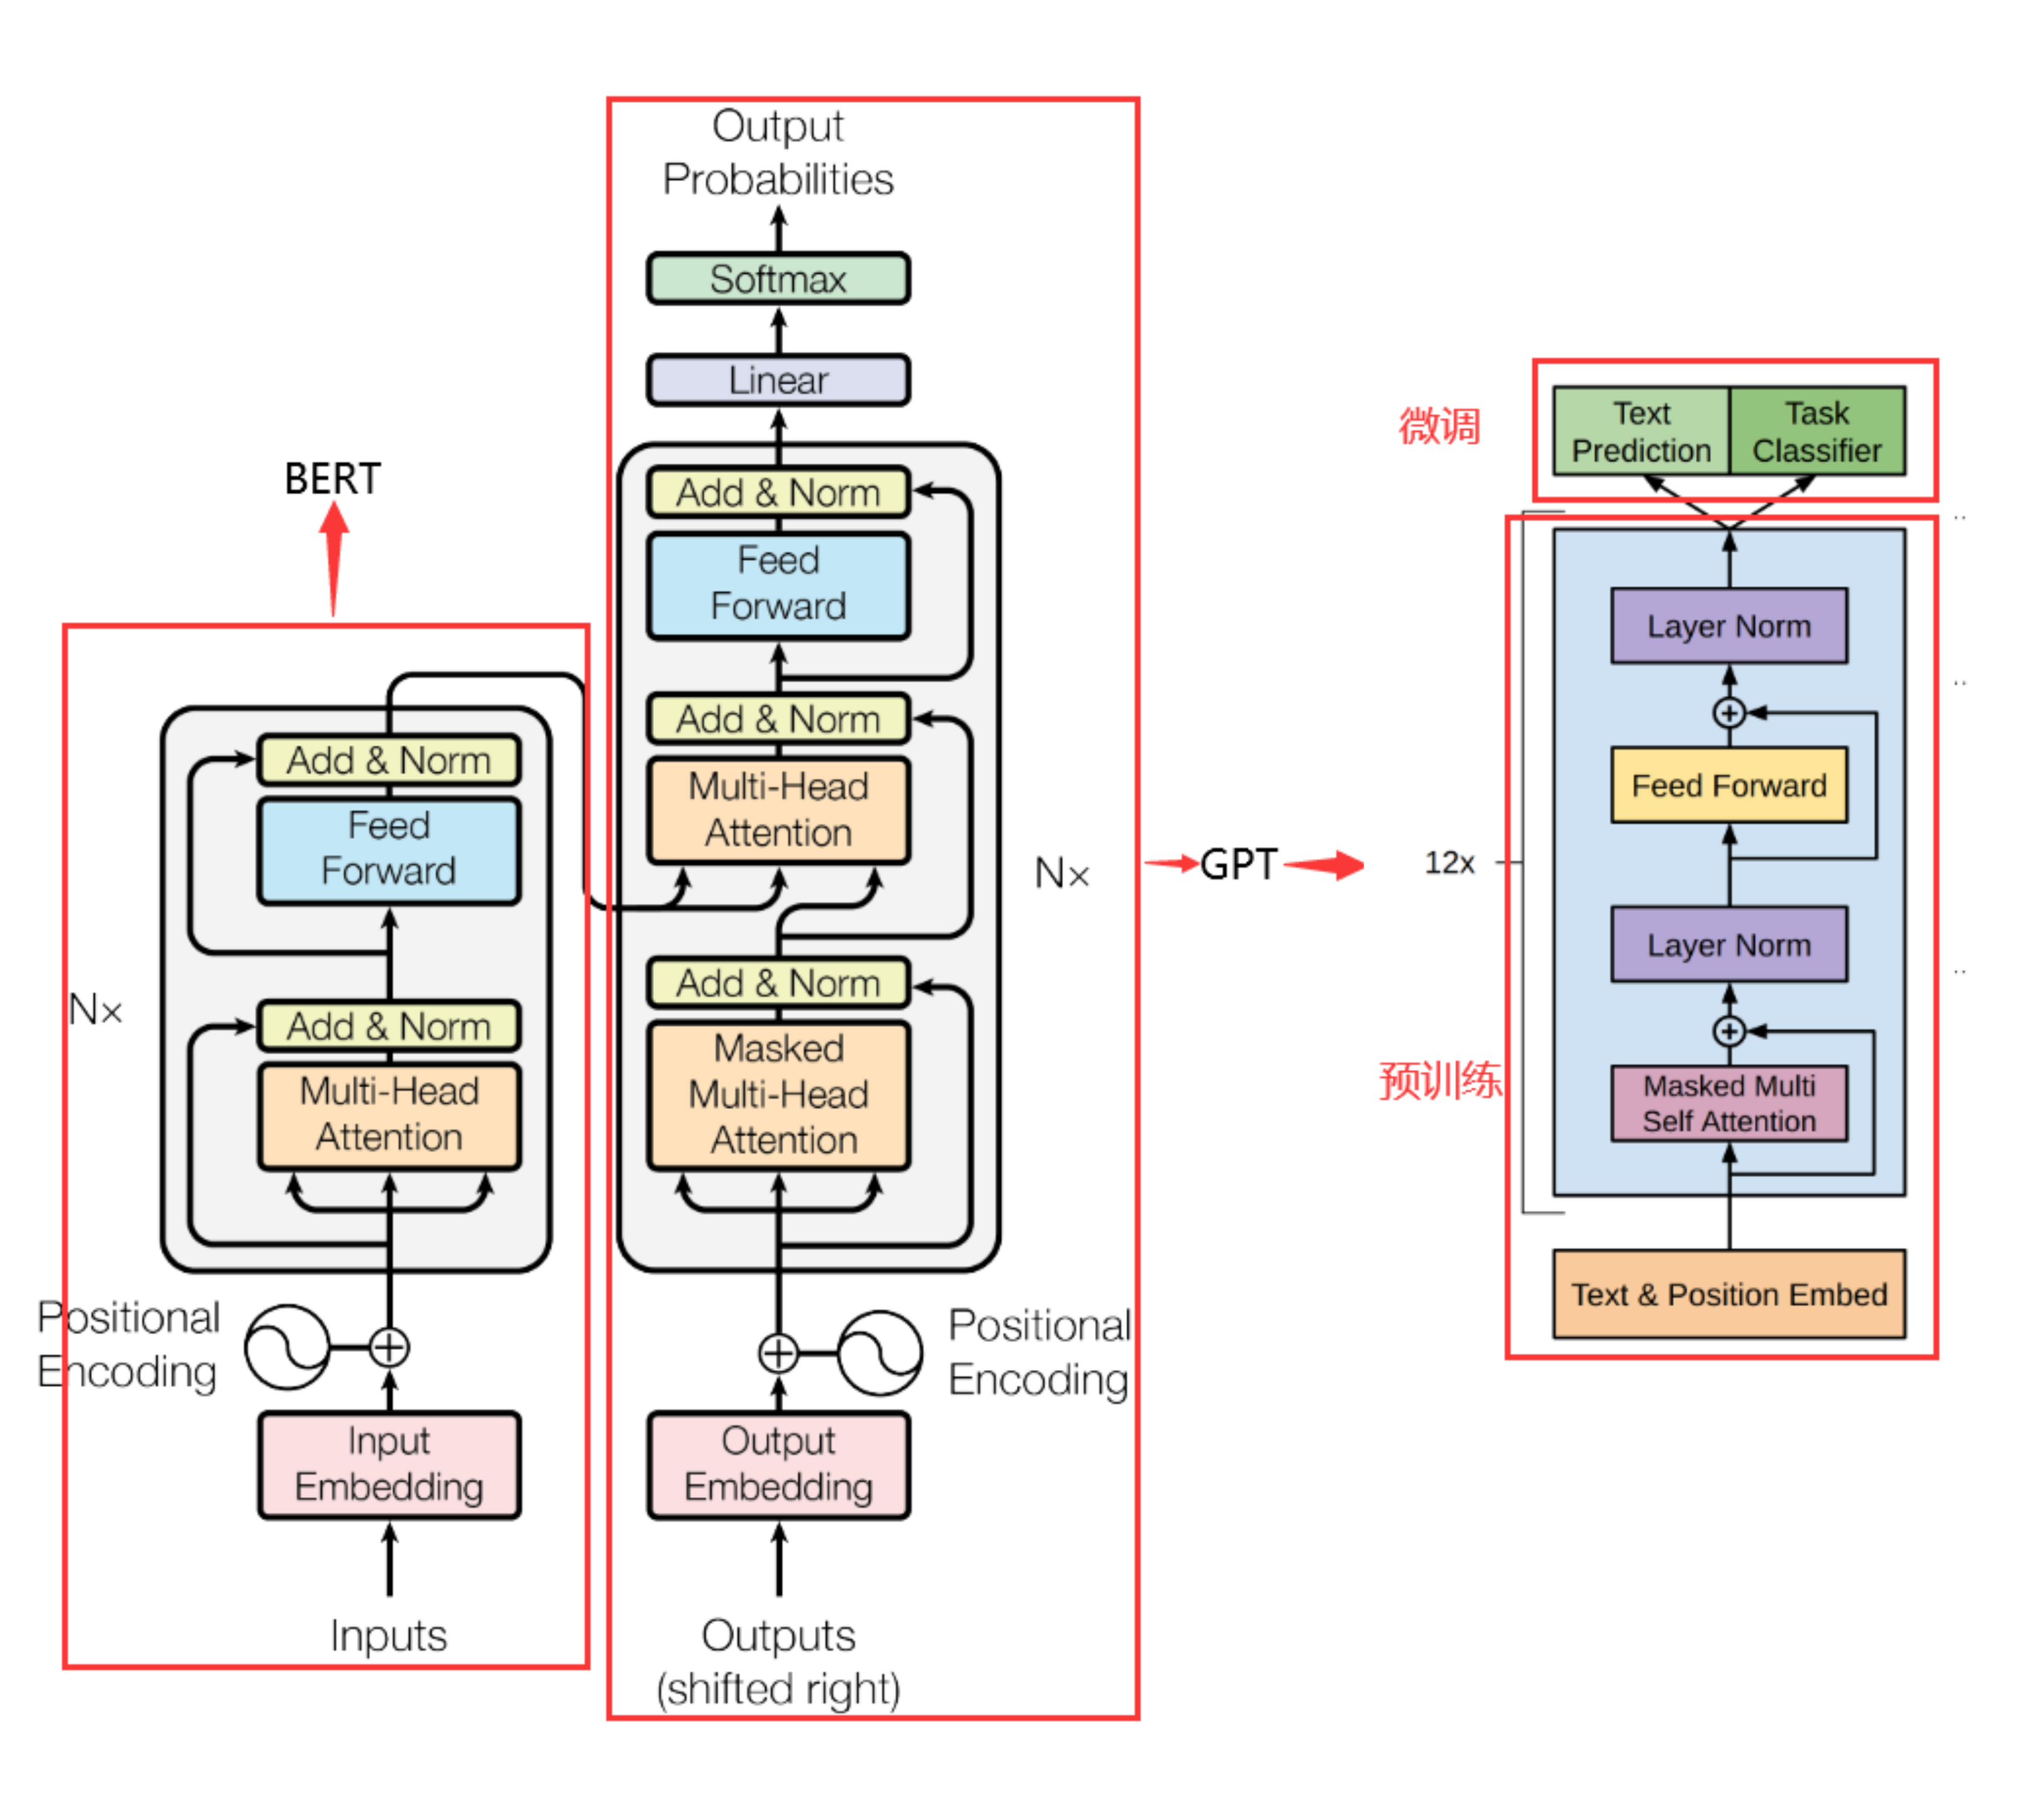 BERT
Add & Norm
Feed
Forward
Nx
Add & Norm
Multi-Head
Attention
Positional
Encoding
Input
Embedding
Inputs
Output
Probabilities
Softmax
Linear
Add & Norm
Feed
Forward
Add & Norm
Multi-Head
Attention
Nx
Add & Norm
Masked
Multi-Head
Attention
Positional
Encoding
Output
Embedding
Outputs
(shifted right)
GPT
微调
Text
Prediction
Task
Classifier
12x
Layer Norm
Feed Forward
Layer Norm
预训练
Masked Multi
Self Attention
Text & Position Embed